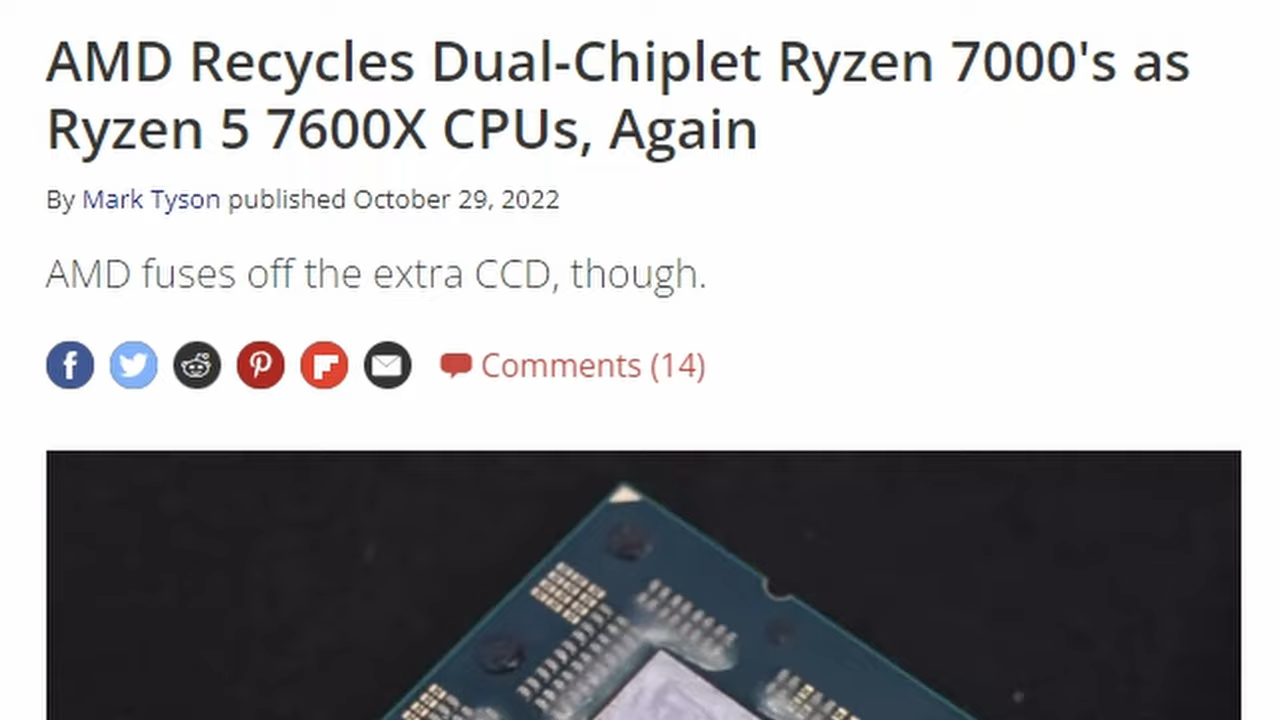 AMD Recycles Dual-Chiplet Ryzen 7000's as
Ryzen 5 7600X CPUs, Again
By Mark Tyson published October 29, 2022
AMD fuses off the extra CCD, though.
Comments (14)